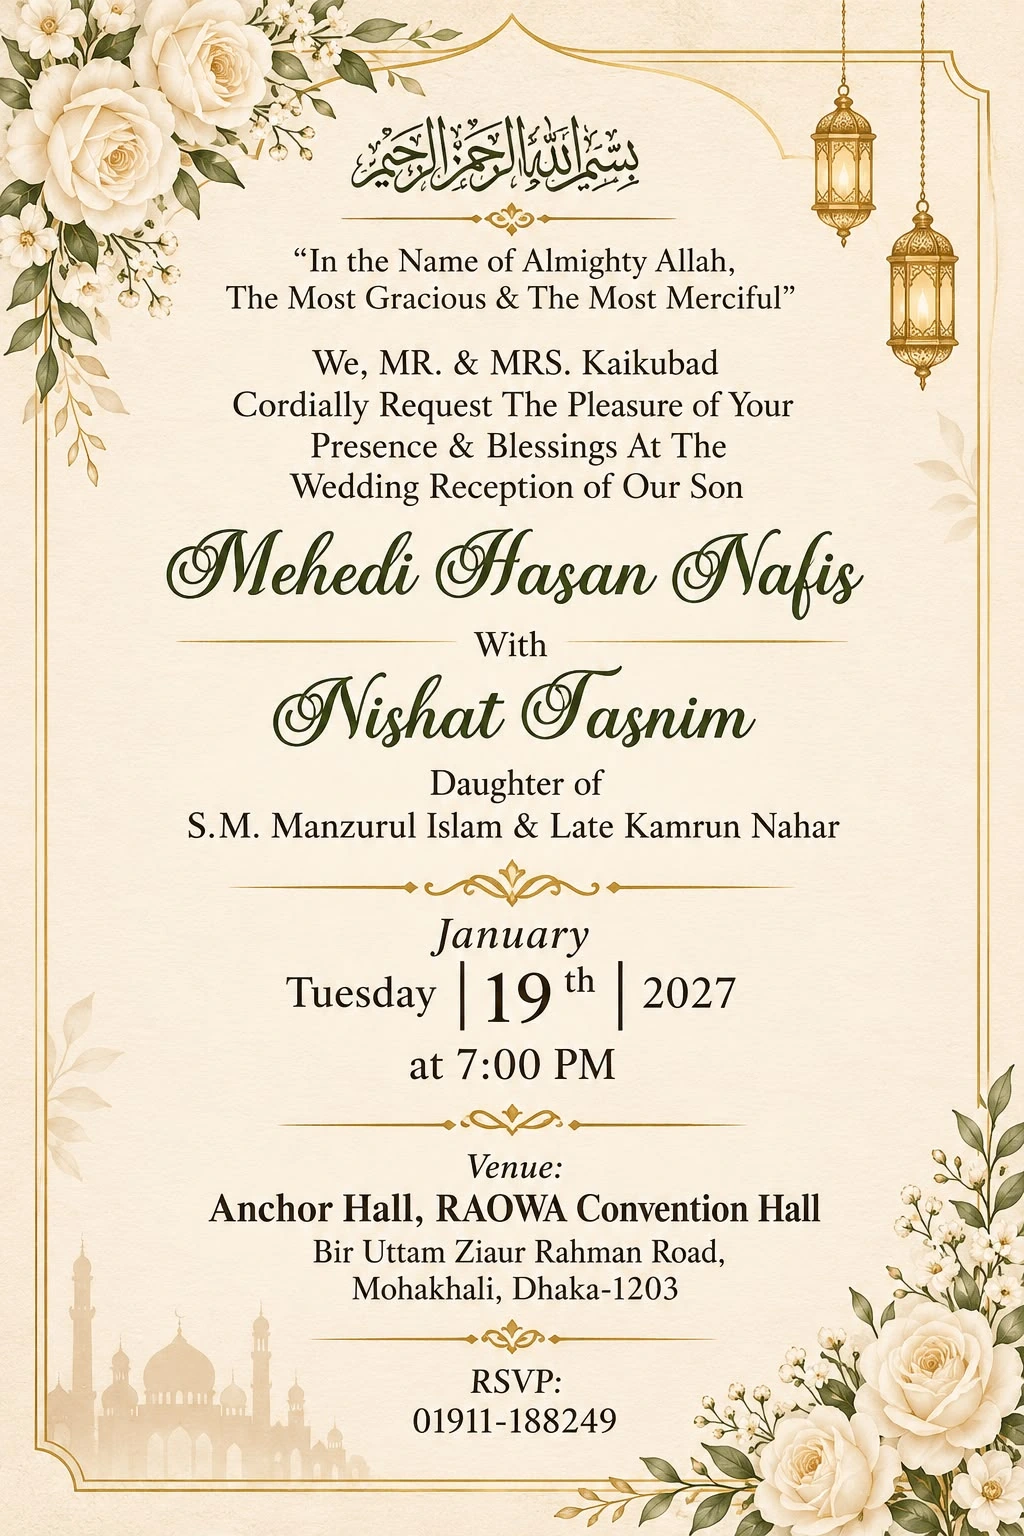 بسم الله الرحمن الرحيم
“In the Name of Almighty Allah,
The Most Gracious & The Most Merciful”
We, MR. & MRS. Kaikubad
Cordially Request The Pleasure of Your
Presence & Blessings At The
Wedding Reception of Our Son
Mehedi Hasan Nafis
With
Nishat Tasnim
Daughter of
S.M. Manzurul Islam & Late Kamrun Nahar
January
Tuesday | 19th | 2027
at 7:00 PM
Venue:
Anchor Hall, RAOWA Convention Hall
Bir Uttam Ziaur Rahman Road,
Mohakhali, Dhaka-1203
RSVP:
01911-188249